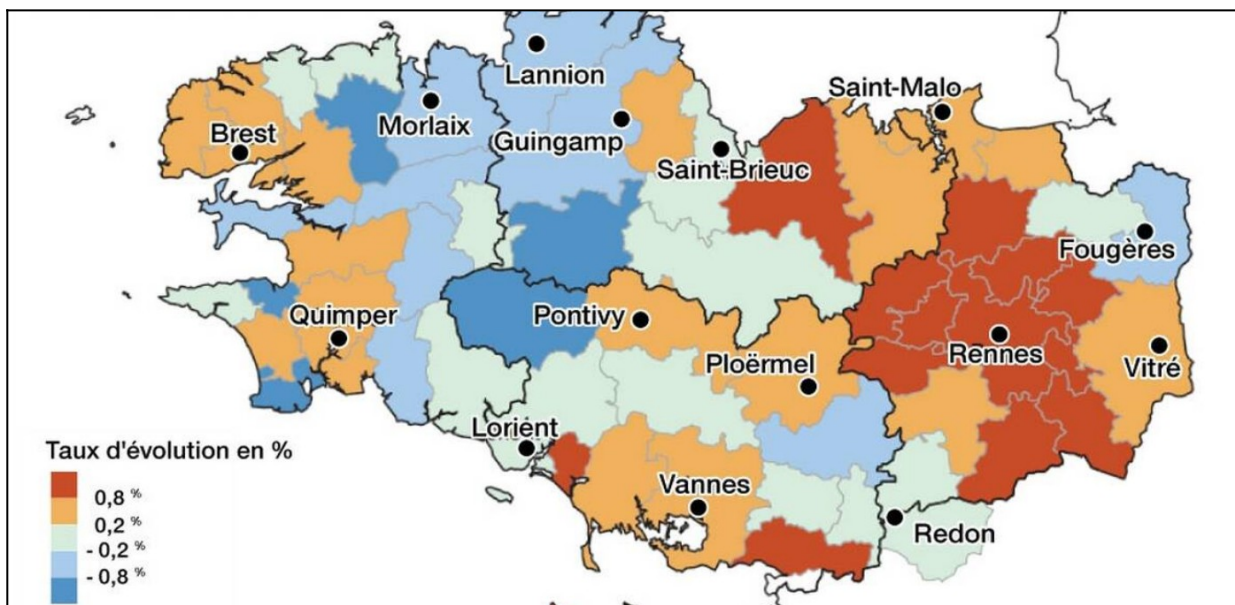 Lannion
Saint-Malo
Morlaix
Brest
Guingamp
Saint-Brieuc
Fougères
Quimper
Pontivy
Rennes
Ploërmel
Vitré
Lorient
Vannes
Redon
Taux d'évolution en %
0,8 %
0,2 %
- 0,2 %
- 0,8 %